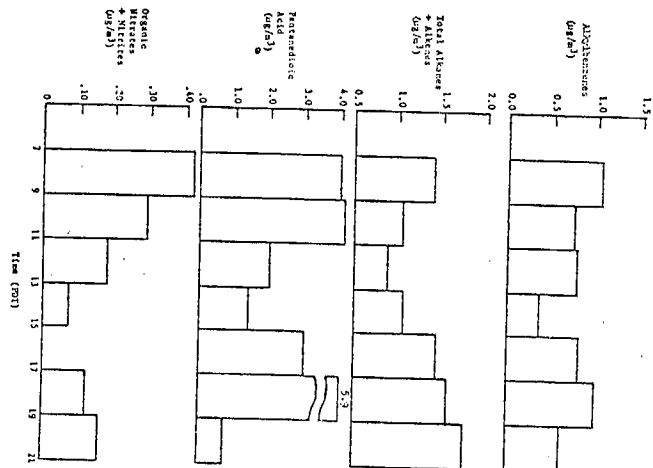 Alkylbenzenes
(µg/m³)
1.5
1.0
0.5
0.0
Total Alkanes
+ Alkenes
(µg/m³)
2.0
1.5
1.0
0.5
Pentanedioic
Acid
(µg/m³)
4.0
3.0
2.0
1.0
.0
5.9
Organic
Nitrates
+ Nitrites
(µg/m³)
.40
.30
.20
.10
0
7 9 11 13 15 17 19 21
Time (PDT)